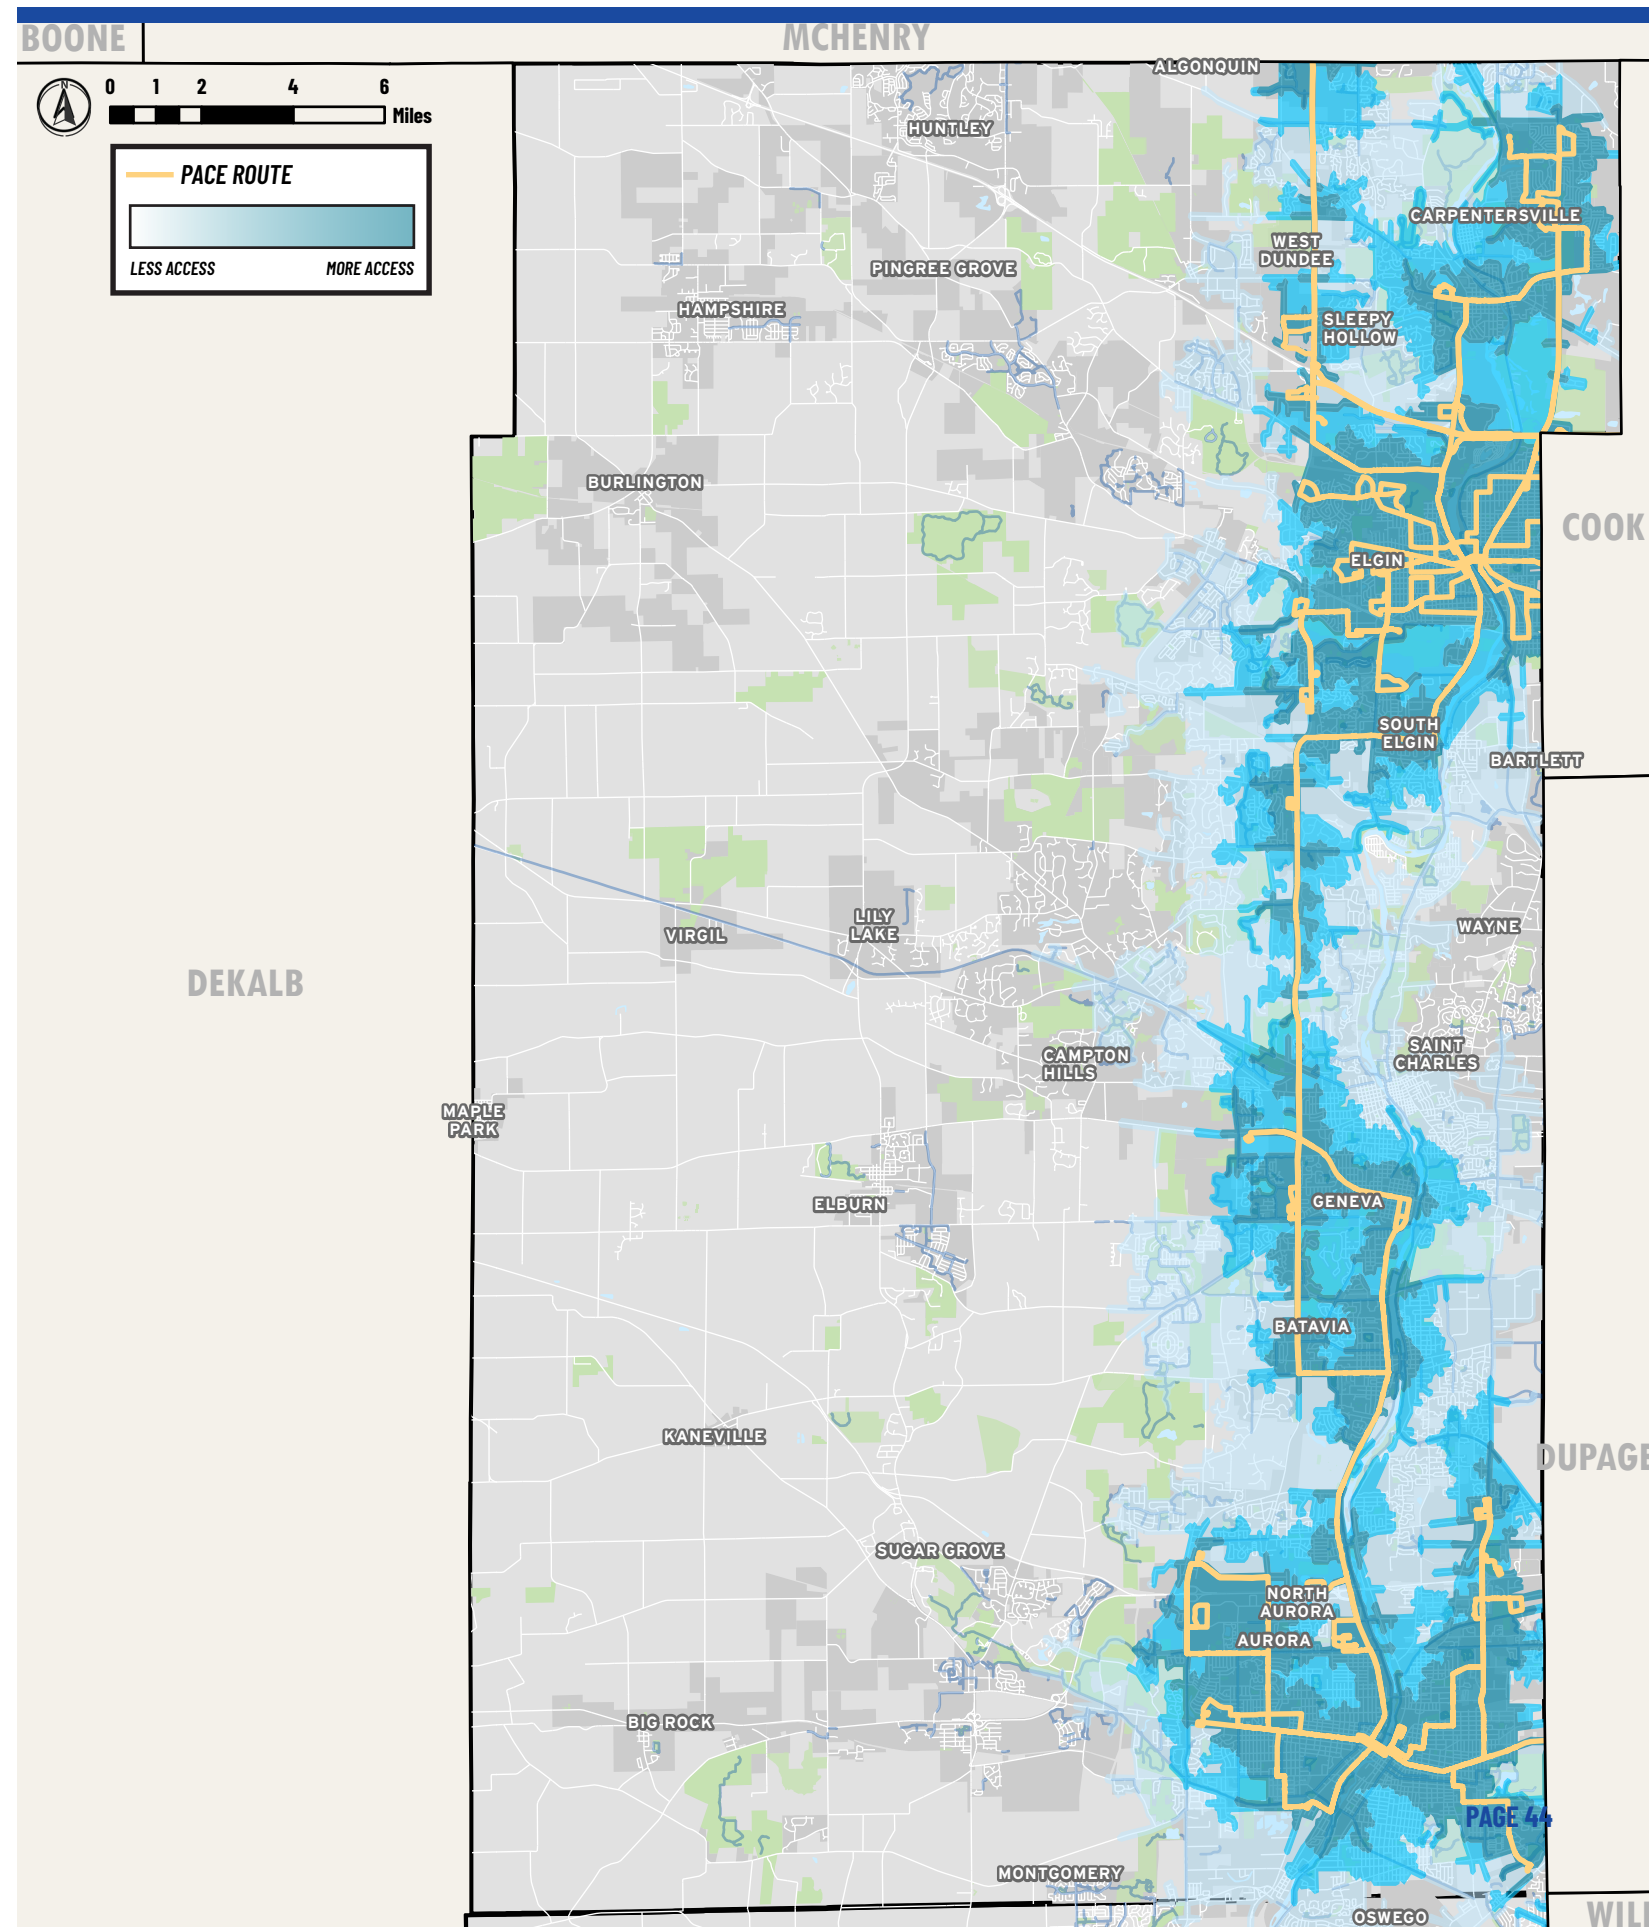 BOONE
MCHENRY
N
0 1 2 4 6
Miles
PACE ROUTE
LESS ACCESS MORE ACCESS
ALGONQUIN
HUNTLEY
CARPENTERSVILLE
WEST
DUNDEE
PINGREE GROVE
HAMPSHIRE
SLEEPY
HOLLOW
BURLINGTON
COOK
ELGIN
SOUTH
ELGIN
BARTLETT
LILY
LAKE
VIRGIL
WAYNE
DEKALB
SAINT
CHARLES
CAMPTON
HILLS
MAPLE
PARK
ELBURN
GENEVA
BATAVIA
KANEVILLE
DUPAGE
SUGAR GROVE
NORTH
AURORA
AURORA
BIG ROCK
PAGE 44
MONTGOMERY
OSWEGO
WILL